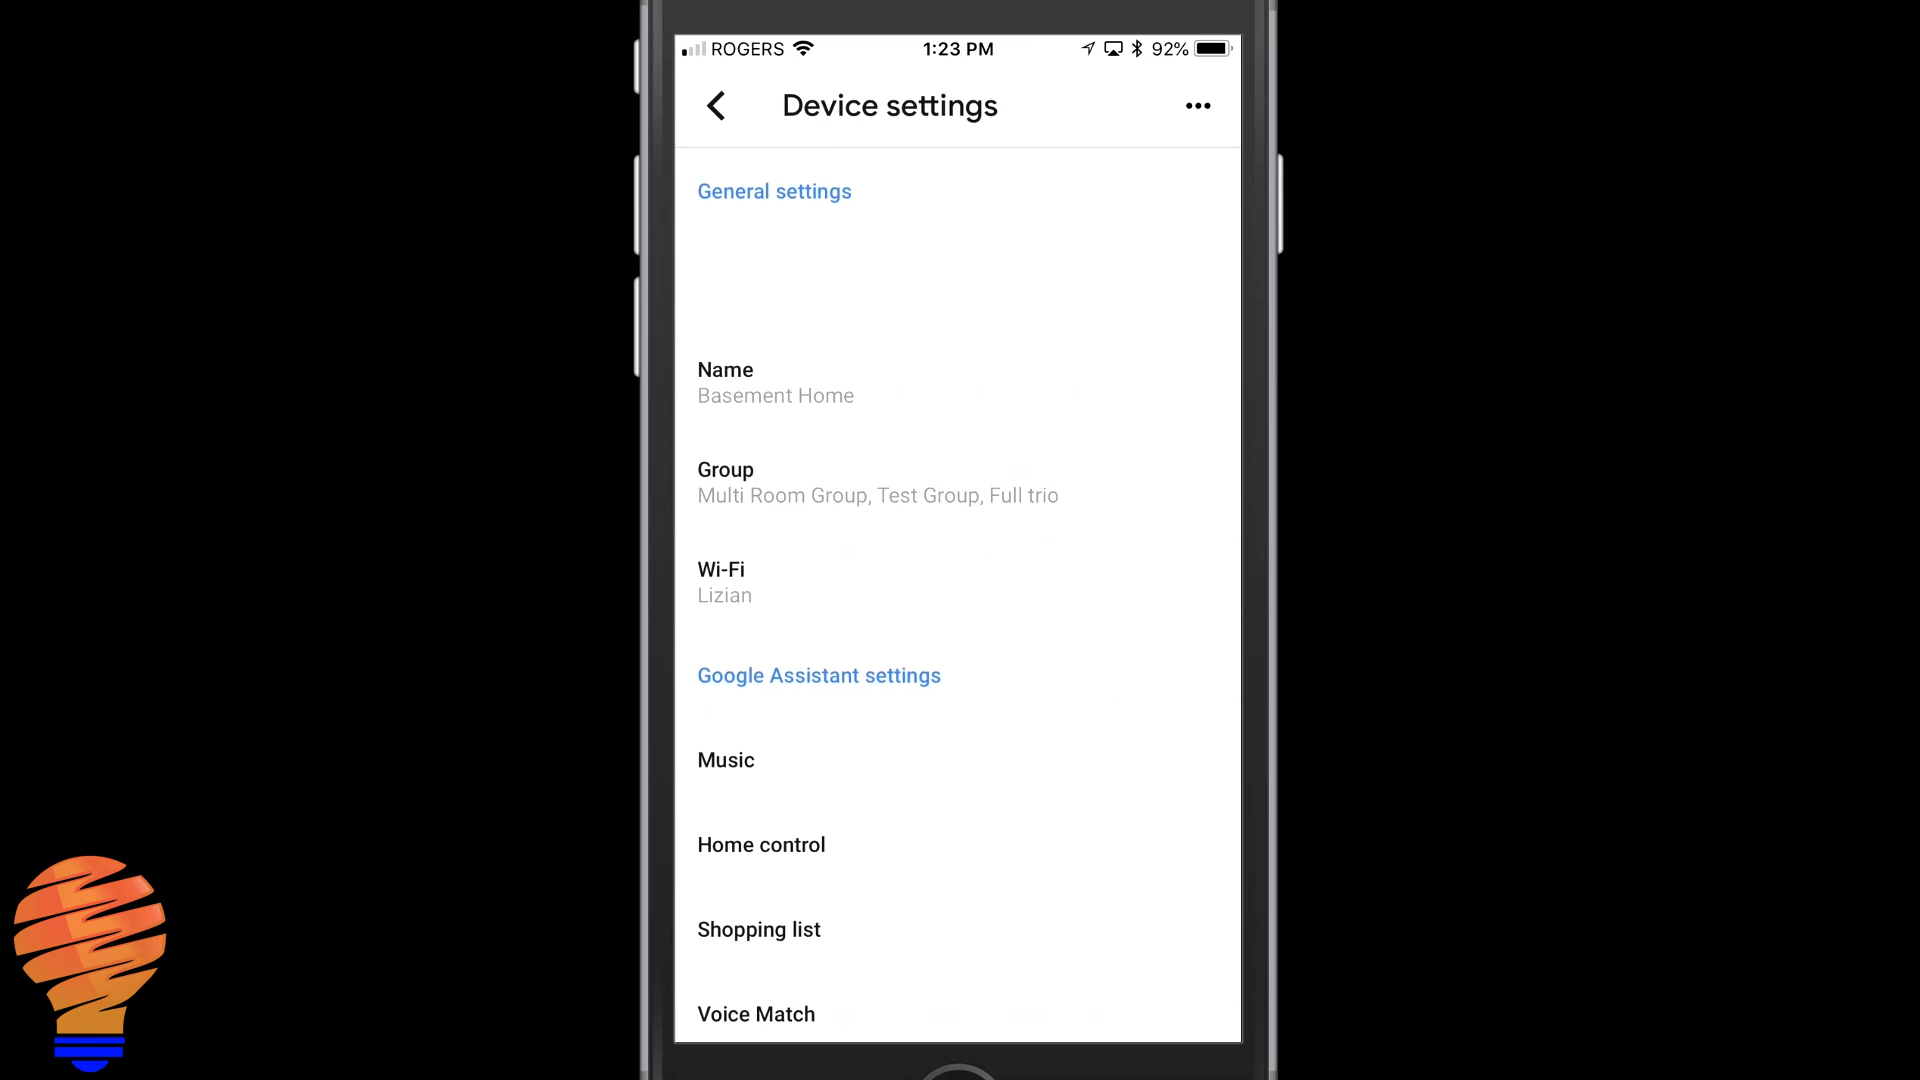 ROGERS 1:23 PM 92%
Device settings
General settings
Name
Basement Home
Group
Multi Room Group, Test Group, Full trio
Wi-Fi
Lizian
Google Assistant settings
Music
Home control
Shopping list
Voice Match